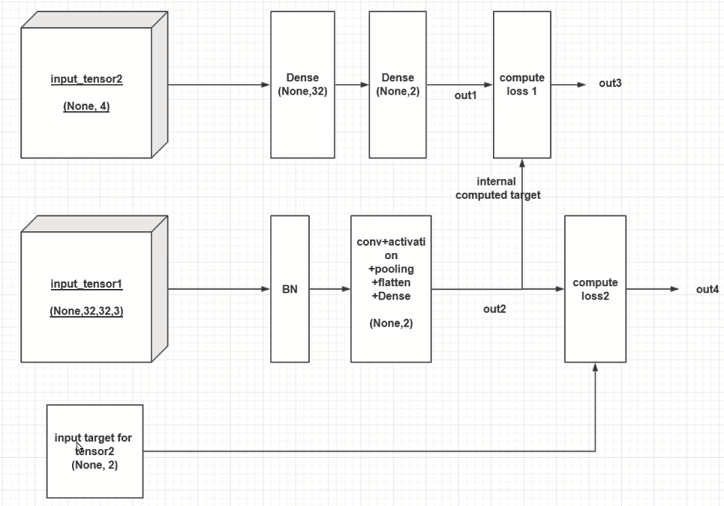 input_tensor2
(None, 4)
Dense
(None,32)
Dense
(None,2)
out1
compute
loss 1
out3
internal
computed target
input_tensor1
(None,32,32,3)
BN
conv+activati
on
+pooling
+flatten
+Dense
(None,2)
out2
compute
loss2
out4
input target for
tensor2
(None, 2)